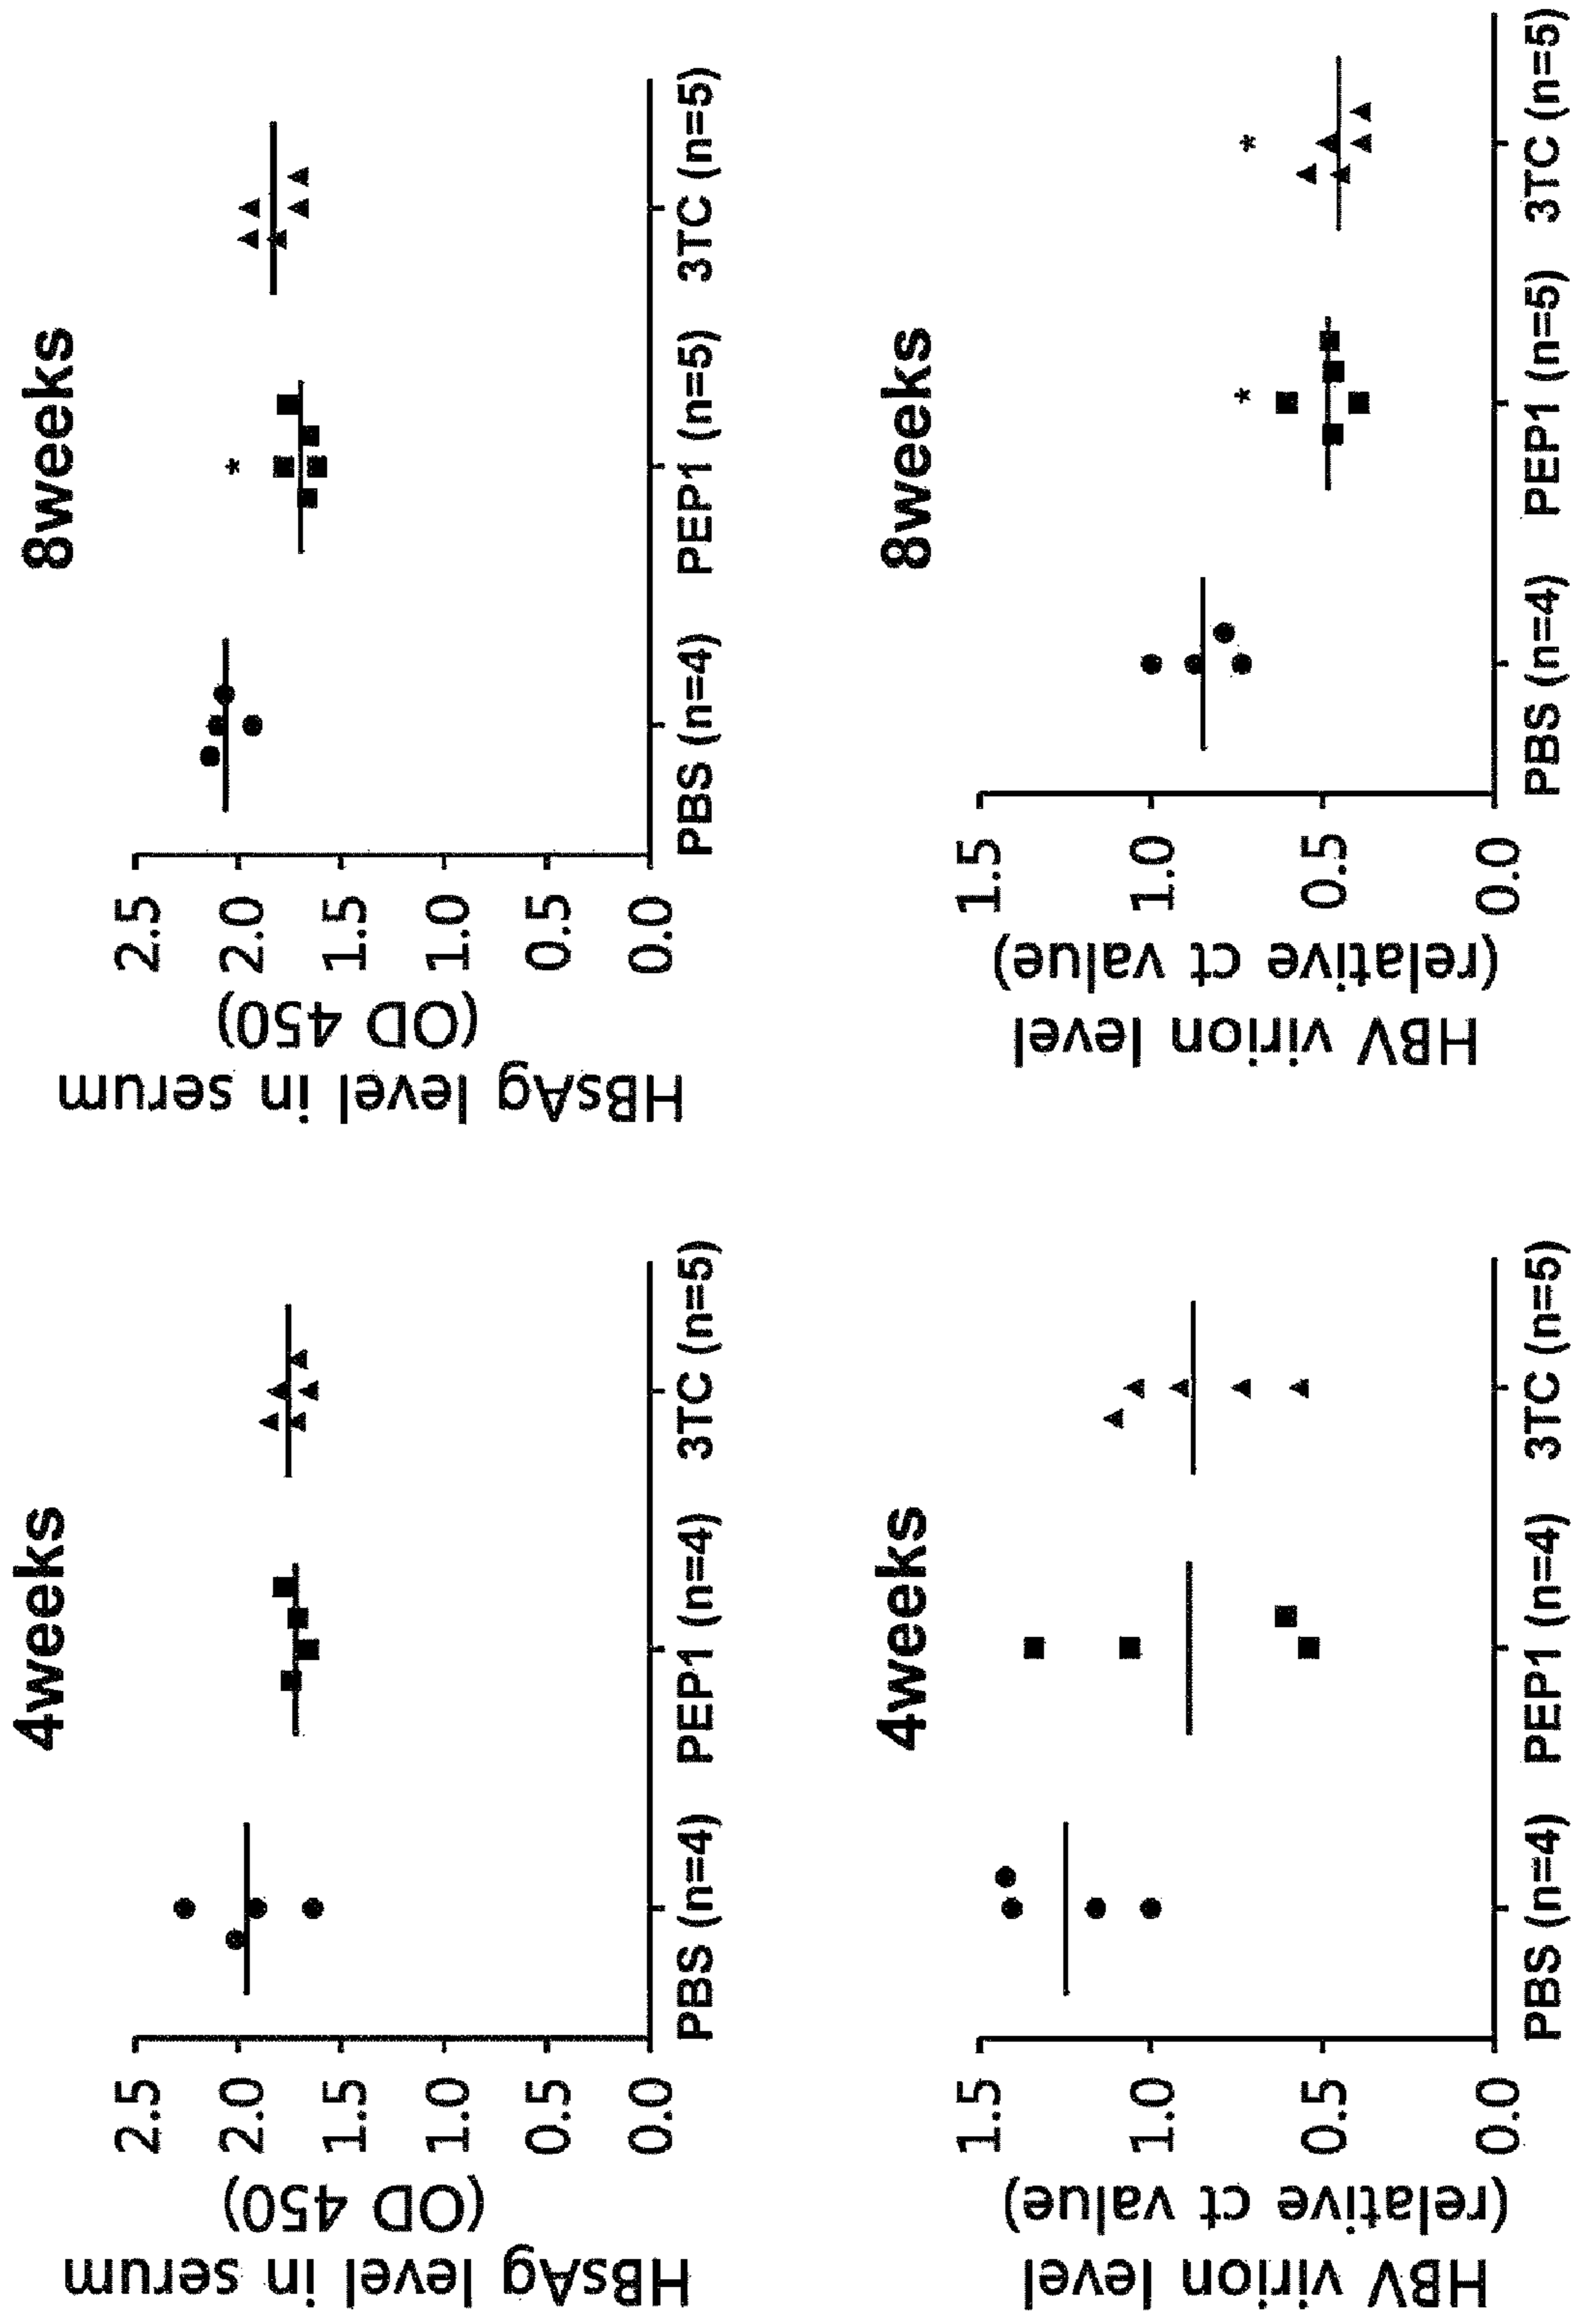 4weeks
HBsAg level in serum
(OD 450)
2.5
2.0
1.5
1.0
0.5
0.0
PBS (n=4) PEP1 (n=4) 3TC (n=5)
8weeks
HBsAg level in serum
(OD 450)
2.5
2.0
1.5
1.0
0.5
0.0
*
PBS (n=4) PEP1 (n=5) 3TC (n=5)
4weeks
HBV virion level
(relative ct value)
1.5
1.0
0.5
0.0
PBS (n=4) PEP1 (n=4) 3TC (n=5)
8weeks
HBV virion level
(relative ct value)
1.5
1.0
0.5
0.0
* *
PBS (n=4) PEP1 (n=5) 3TC (n=5)